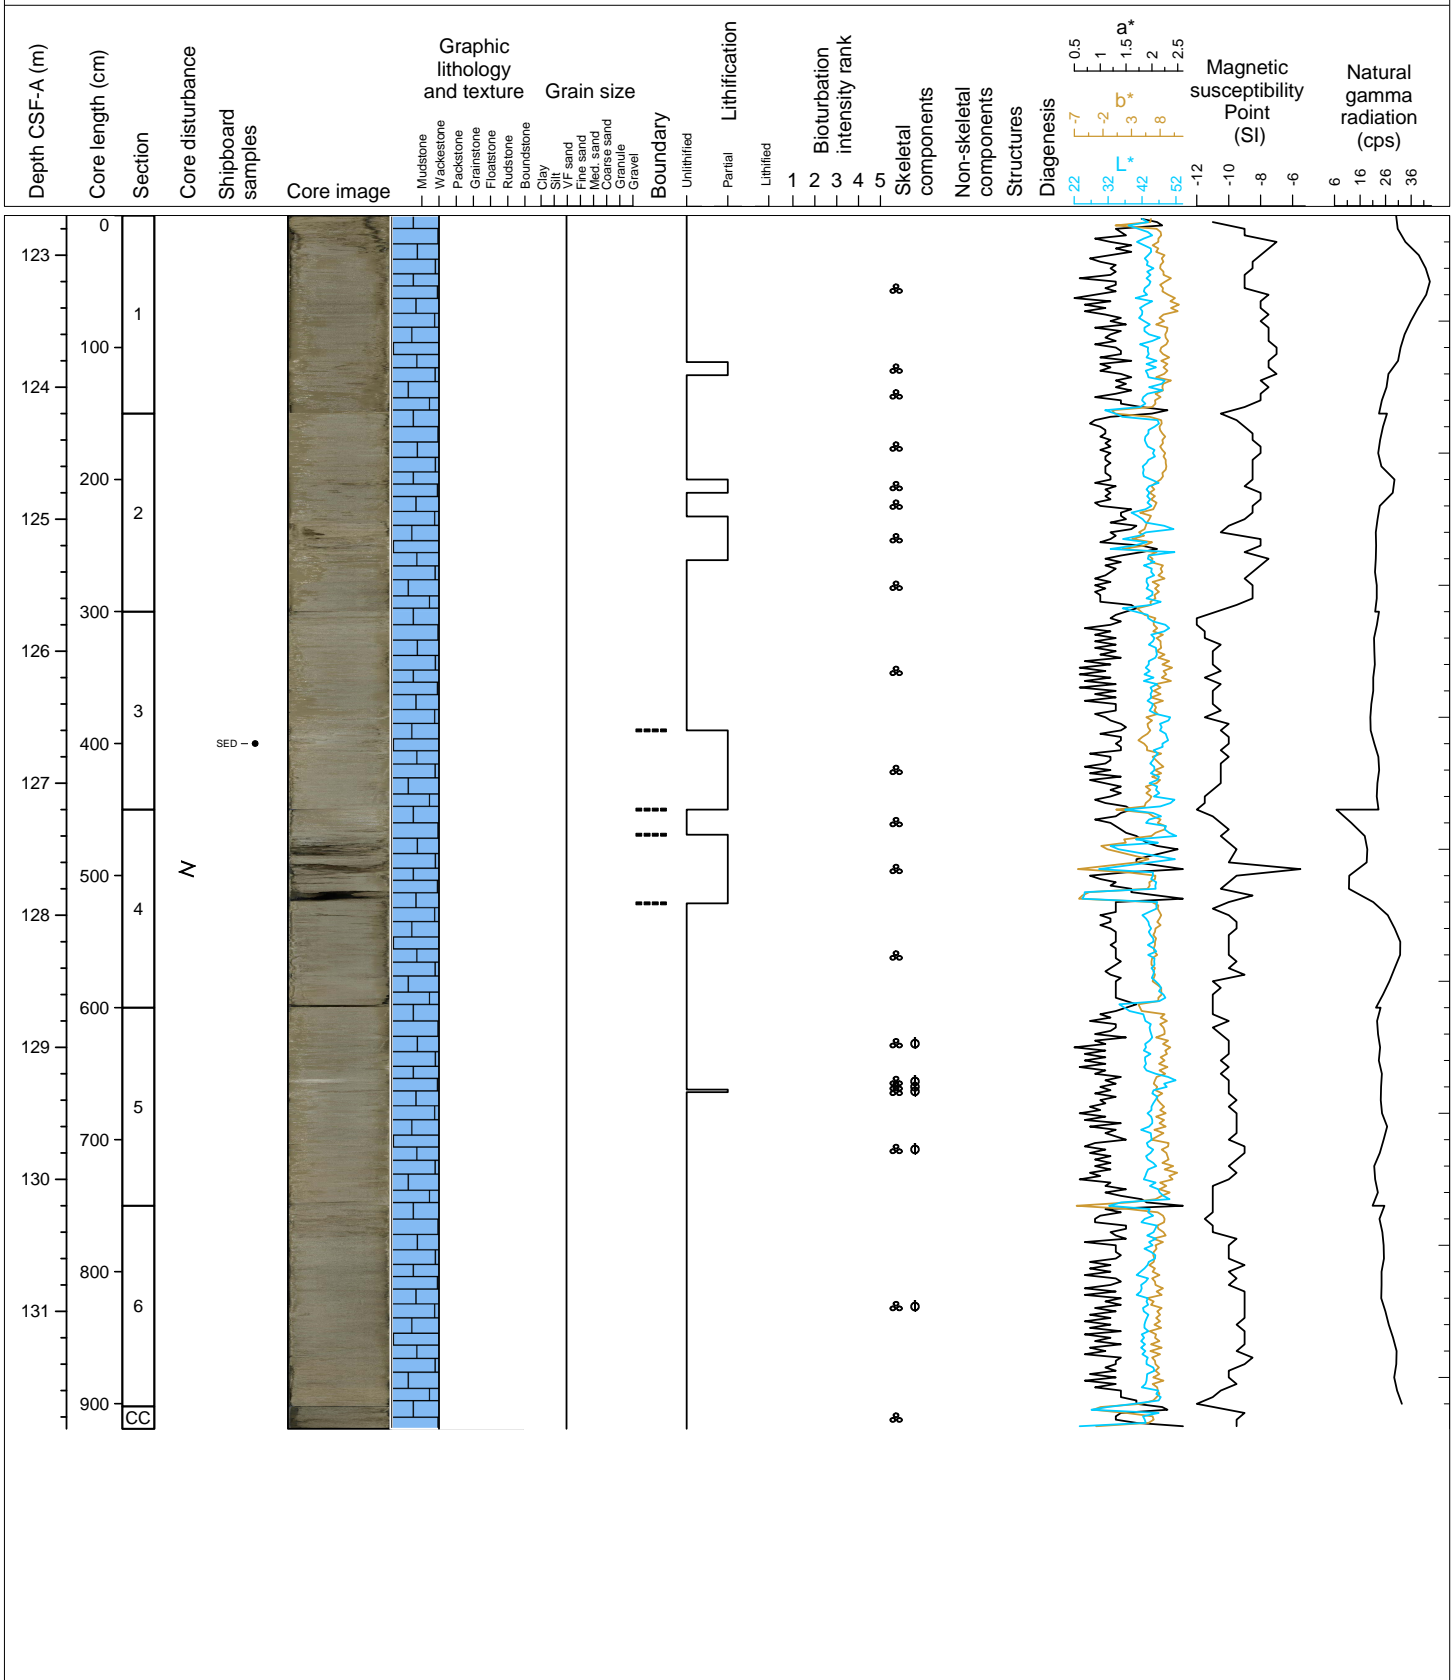 Depth CSF-A (m)
Core length (cm)
Section
Core disturbance
Shipboard
samples
Core image
Graphic
lithology
and texture
Mudstone
Wackestone
Packstone
Grainstone
Floatstone
Rudstone
Boundstone
Grain size
Clay
Silt
VF sand
Fine sand
Med. sand
Coarse sand
Granule
Gravel
Boundary
Lithification
Unlithified
Partial
Lithified
Bioturbation
intensity rank
1 2 3 4 5
Skeletal
components
Non-skeletal
components
Structures
Diagenesis
a*
0.5 1 1.5 2 2.5
b*
-7 -2 3 8
L*
22 32 42 52
Magnetic
susceptibility
Point
(SI)
-12 -10 -8 -6
Natural
gamma
radiation
(cps)
6 16 26 36
0
123
1
100
124
200
2
125
300
126
3
SED
400
127
500
4
128
600
129
5
700
130
800
6
131
900
CC